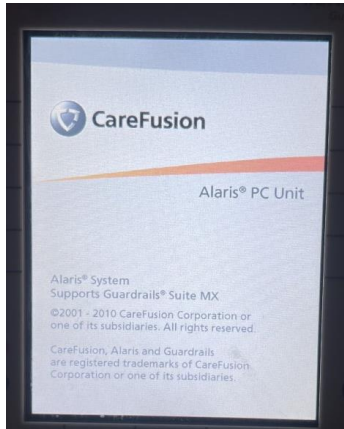 CareFusion
Alaris® PC Unit
Alaris® System
Supports Guardrails® Suite MX
©2001 - 2010 CareFusion Corporation or
one of its subsidiaries. All rights reserved.
CareFusion, Alaris and Guardrails
are registered trademarks of CareFusion
Corporation or one of its subsidiaries.